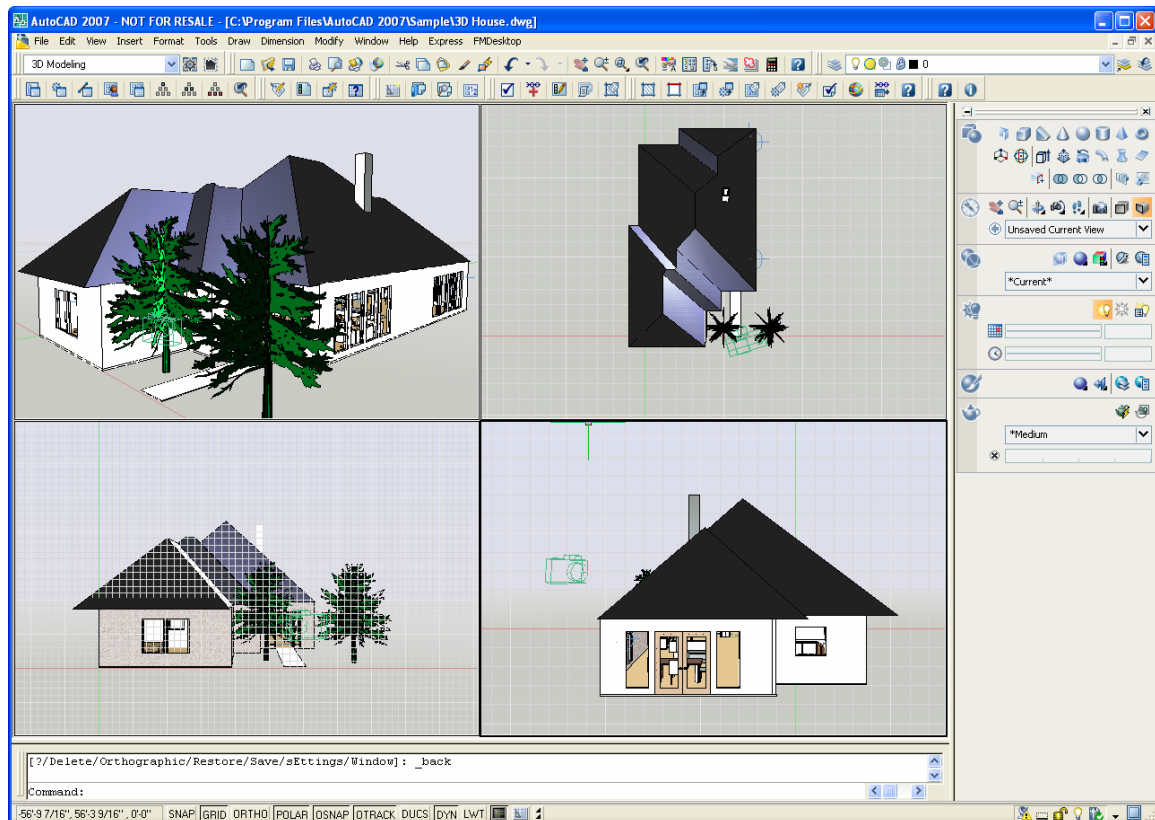 AutoCAD 2007 - NOT FOR RESALE - [C:\Program Files\AutoCAD 2007\Sample\3D House.dwg]
File Edit View Insert Format Tools Draw Dimension Modify Window Help Express FMDesktop
3D Modeling 0
Unsaved Current View
*Current*
*Medium
[?/Delete/Orthographic/Restore/Save/sEttings/Window]: _back
Command:
-56'-9 7/16", 56'-3 9/16" , 0'-0" SNAP GRID ORTHO POLAR OSNAP OTRACK DUCS DYN LWT